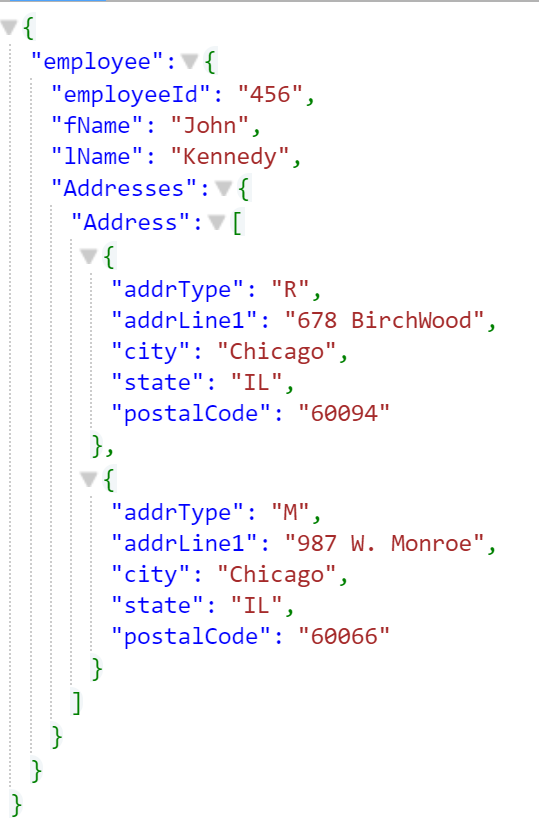 {
"employee": {
"employeeId": "456",
"fName": "John",
"lName": "Kennedy",
"Addresses": {
"Address": [
{
"addrType": "R",
"addrLine1": "678 BirchWood",
"city": "Chicago",
"state": "IL",
"postalCode": "60094"
},
{
"addrType": "M",
"addrLine1": "987 W. Monroe",
"city": "Chicago",
"state": "IL",
"postalCode": "60066"
}
]
}
}
}